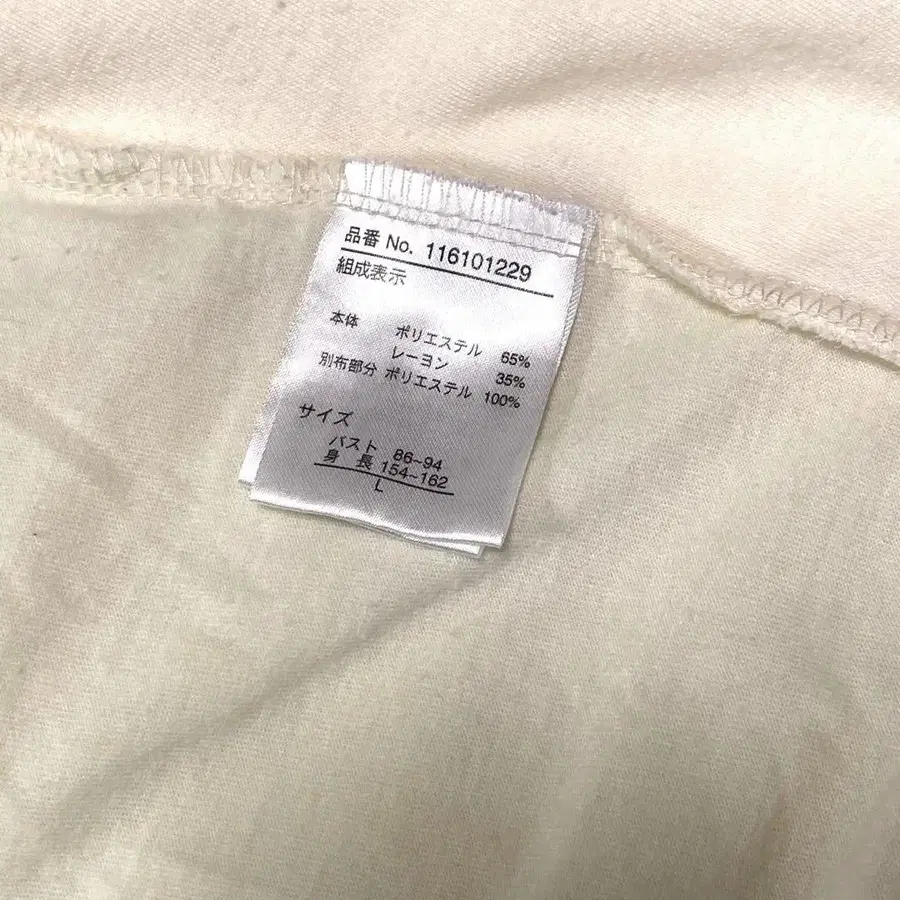 品番 No. 116101229
組成表示
本体 ポリエステル 65%
レーヨン 35%
別布部分 ポリエステル 100%
サイズ
バスト 86~94
身長 154~162
L